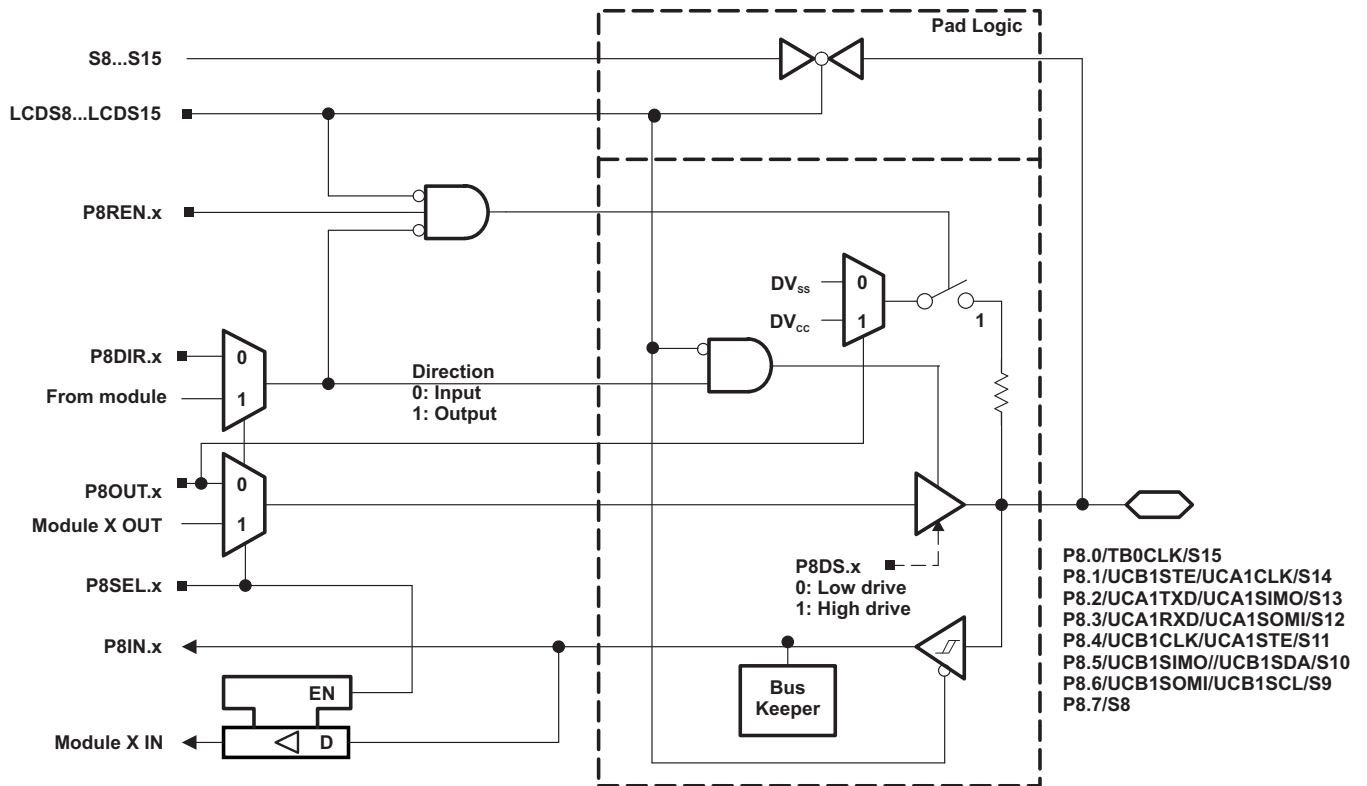 Pad Logic
S8...S15
LCDS8...LCDS15
P8REN.x
DVSS
0
DVCC
1
1
P8DIR.x
0
From module
1
Direction
0: Input
1: Output
P8OUT.x
0
Module X OUT
1
P8DS.x
0: Low drive
1: High drive
P8SEL.x
P8IN.x
EN
D
Module X IN
Bus
Keeper
P8.0/TB0CLK/S15
P8.1/UCB1STE/UCA1CLK/S14
P8.2/UCA1TXD/UCA1SIMO/S13
P8.3/UCA1RXD/UCA1SOMI/S12
P8.4/UCB1CLK/UCA1STE/S11
P8.5/UCB1SIMO//UCB1SDA/S10
P8.6/UCB1SOMI/UCB1SCL/S9
P8.7/S8